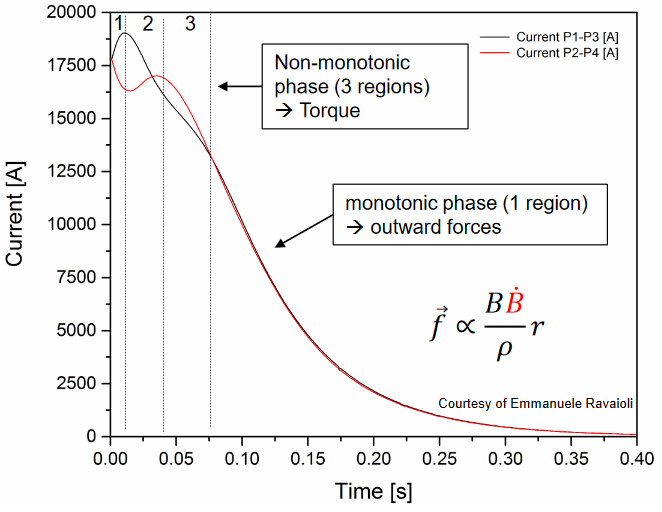 1 2 3
Current P1-P3 [A]
Current P2-P4 [A]
Non-monotonic
phase (3 regions)
→ Torque
monotonic phase (1 region)
→ outward forces
f⃗ ∝ BḂ/ρ r
Courtesy of Emmanuele Ravaioli
Current [A]
20000
17500
15000
12500
10000
7500
5000
2500
0
0.00 0.05 0.10 0.15 0.20 0.25 0.30 0.35 0.40
Time [s]